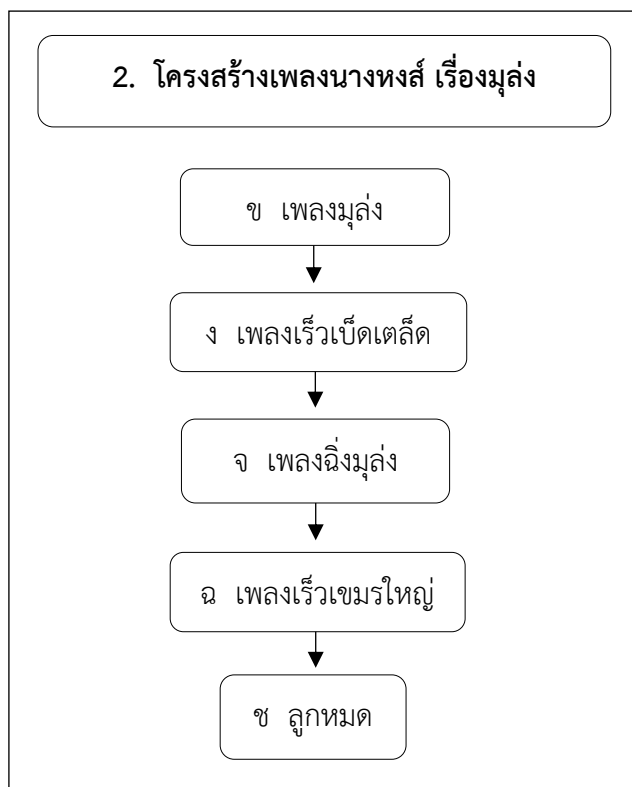 2. โครงสร้างเพลงนางหงส์ เรื่องมุล่ง
ข เพลงมุล่ง
ง เพลงเร็วเบ็ดเตล็ด
จ เพลงฉิ่งมุล่ง
ฉ เพลงเร็วเขมรใหญ่
ช ลูกหมด